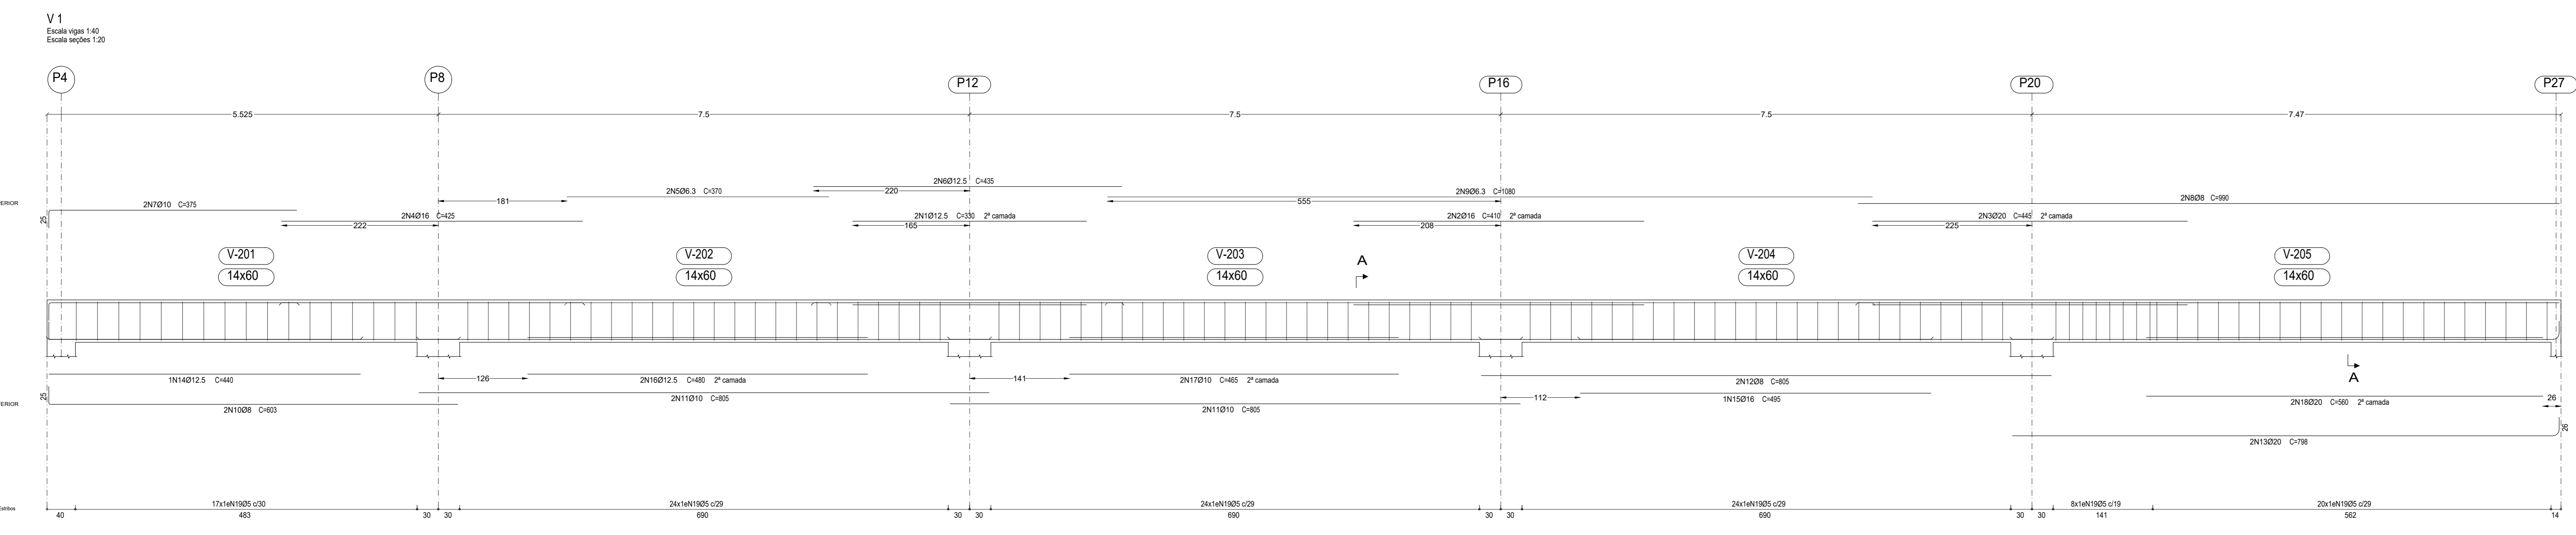 V 1
Escala vigas 1:40
Escala seções 1:20
P4 P8 P12 P16 P20 P27
5.525 7.5 7.5 7.5 7.47
2N6Ø12.5 C=435
220
2N5Ø6.3 C=370 2N9Ø6.3 C=1080
181 555
2N8Ø8 C=990
ERIOR
2N7Ø10 C=375
25
2N4Ø16 C=425 2N1Ø12.5 C=330 2ª camada 2N2Ø16 C=410 2ª camada 2N3Ø20 C=445 2ª camada
222 165 208 225
V-201 V-202 V-203 V-204 V-205
14x60 14x60 14x60 14x60 14x60
A
A
1N14Ø12.5 C=440 126 2N16Ø12.5 C=480 2ª camada 141 2N17Ø10 C=465 2ª camada 2N12Ø8 C=805
25
2N11Ø10 C=805 112 1N15Ø16 C=495 2N18Ø20 C=560 2ª camada 26
ERIOR
2N10Ø8 C=603 2N11Ø10 C=805
26
2N13Ø20 C=798
17x1eN19Ø5 c/30 24x1eN19Ø5 c/29 24x1eN19Ø5 c/29 24x1eN19Ø5 c/29 8x1eN19Ø5 c/19 20x1eN19Ø5 c/29
Estribos
40 483 30 30 690 30 30 690 30 30 690 30 30 141 562 14